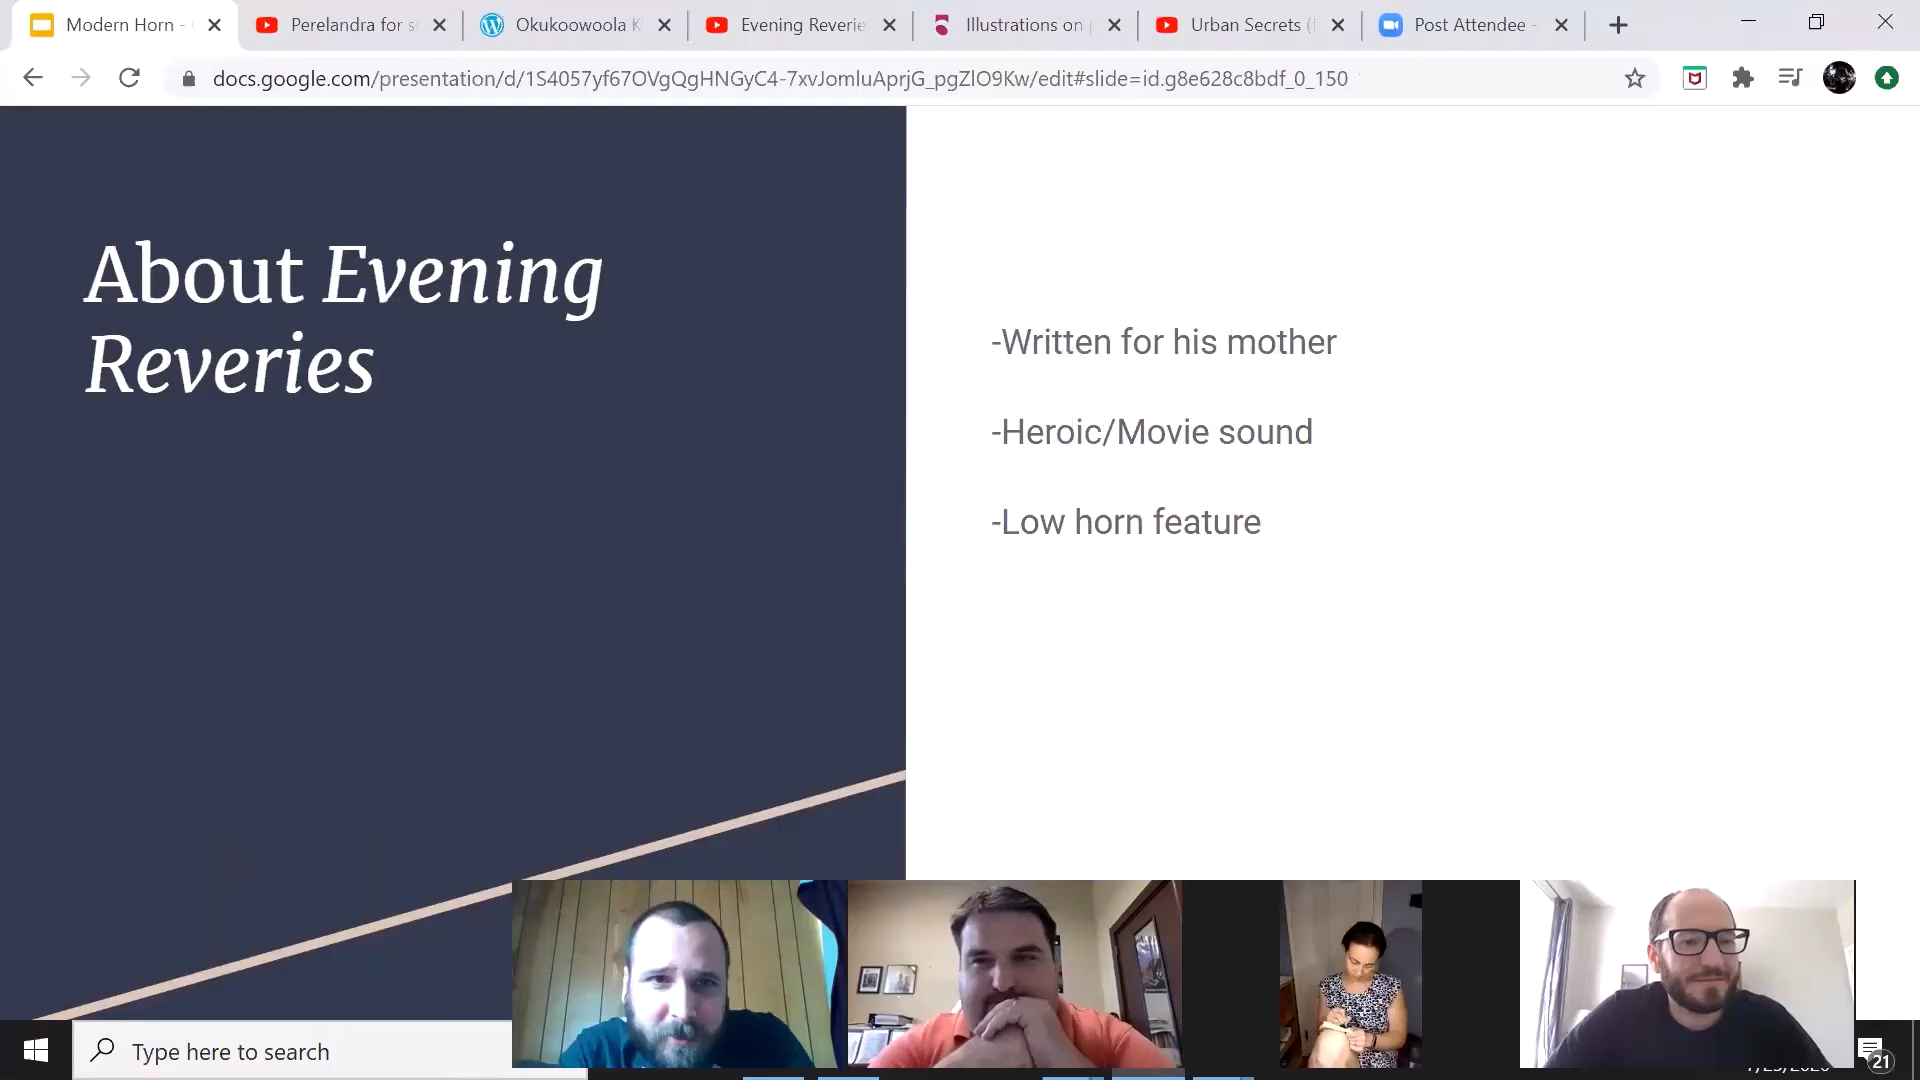 Modern Horn -
Perelandra for s
Okukoowoola K
Evening Reverie
Illustrations on p
Urban Secrets (f
Post Attendee -
docs.google.com/presentation/d/1S4057yf67OVgQgHNGyC4-7xvJomluAprjG_pgZlO9Kw/edit#slide=id.g8e628c8bdf_0_150
About Evening
Reveries
-Written for his mother
-Heroic/Movie sound
-Low horn feature
Type here to search
21